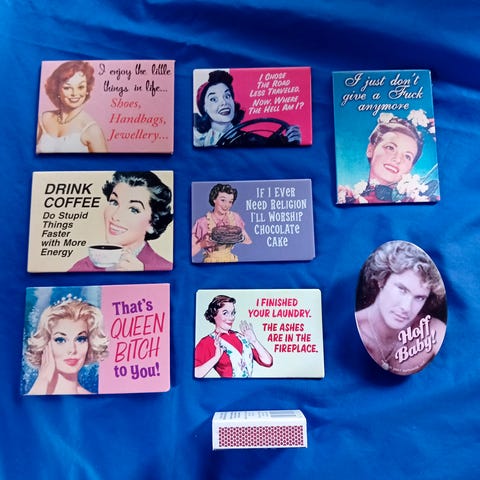 I enjoy the little
things in life...
Shoes,
Handbags,
Jewellery...
I CHOSE
THE ROAD
LESS TRAVELED.
NOW, WHERE
THE HELL AM I?
I just don't
give a Fuck
anymore
DRINK
COFFEE
Do Stupid
Things
Faster
with More
Energy
IF I EVER
NEED RELIGION
I'LL WORSHIP
CHOCOLATE
CAKE
That's
QUEEN
BITCH
to You!
I FINISHED
YOUR LAUNDRY.
THE ASHES
ARE IN THE
FIREPLACE.
Hoff
Baby!